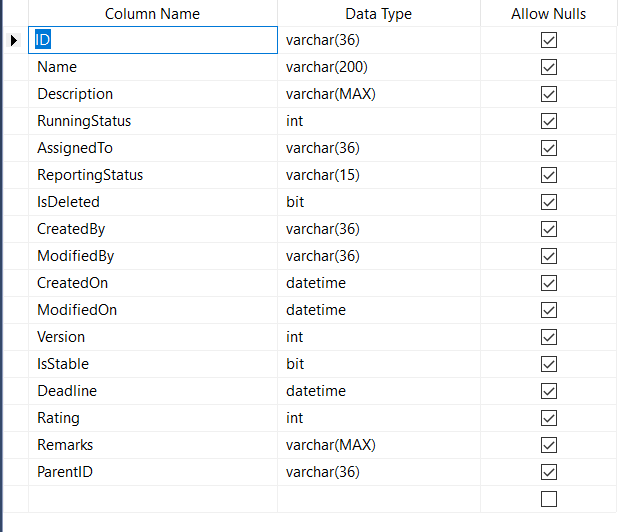 Column Name Data Type Allow Nulls
ID varchar(36)
Name varchar(200)
Description varchar(MAX)
RunningStatus int
AssignedTo varchar(36)
ReportingStatus varchar(15)
IsDeleted bit
CreatedBy varchar(36)
ModifiedBy varchar(36)
CreatedOn datetime
ModifiedOn datetime
Version int
IsStable bit
Deadline datetime
Rating int
Remarks varchar(MAX)
ParentID varchar(36)